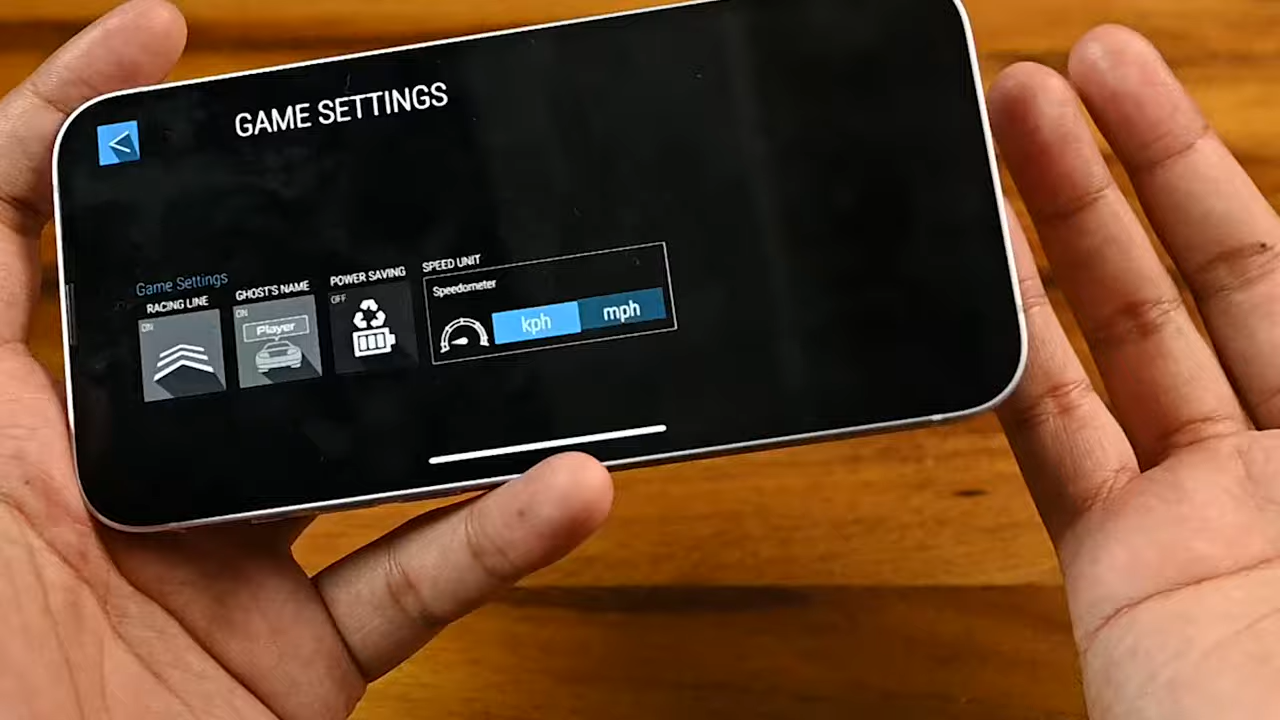 GAME SETTINGS
Game Settings
RACING LINE
ON
GHOST'S NAME
ON
Player
POWER SAVING
OFF
SPEED UNIT
Speedometer
kph
mph